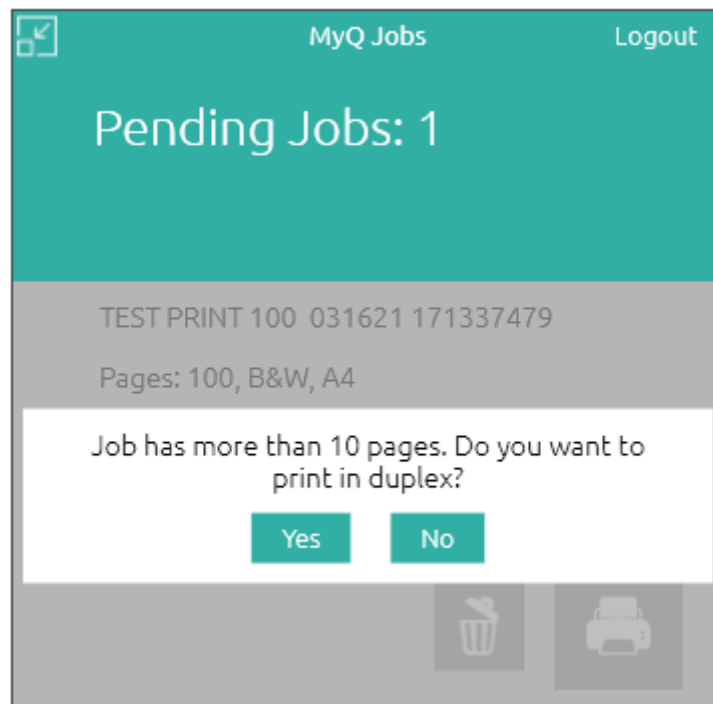 MyQ Jobs
Logout
Pending Jobs: 1
TEST PRINT 100 031621 171337479
Pages: 100, B&W, A4
Job has more than 10 pages. Do you want to
print in duplex?
Yes
No